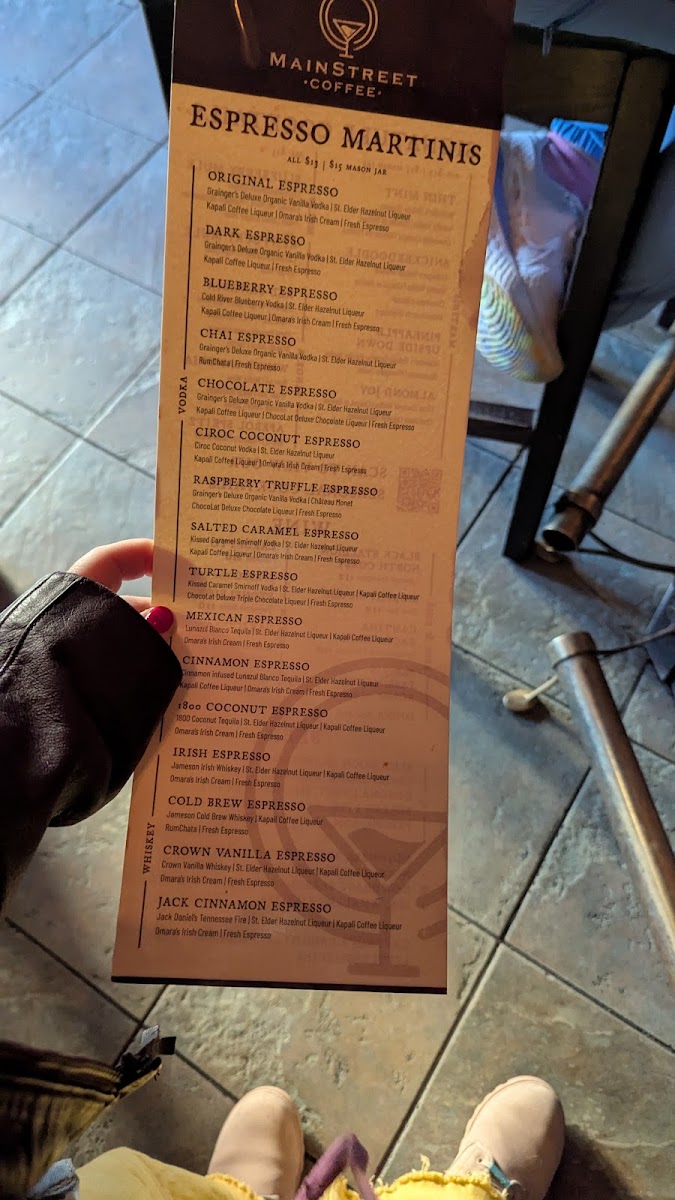 MAINSTREET
·COFFEE·
ESPRESSO MARTINIS
ALL $13 | $15 MASON JAR
ORIGINAL ESPRESSO
Grainger's Deluxe Organic Vanilla Vodka | St. Elder Hazelnut Liqueur
Kapali Coffee Liqueur | Omara's Irish Cream | Fresh Espresso
DARK ESPRESSO
Grainger's Deluxe Organic Vanilla Vodka | St. Elder Hazelnut Liqueur
Kapali Coffee Liqueur | Fresh Espresso
BLUEBERRY ESPRESSO
Cold River Blueberry Vodka | St. Elder Hazelnut Liqueur
Kapali Coffee Liqueur | Omara's Irish Cream | Fresh Espresso
CHAI ESPRESSO
Grainger's Deluxe Organic Vanilla Vodka | St. Elder Hazelnut Liqueur
RumChata | Fresh Espresso
VODKA
CHOCOLATE ESPRESSO
Grainger's Deluxe Organic Vanilla Vodka | St. Elder Hazelnut Liqueur
Kapali Coffee Liqueur | ChocoLat Deluxe Chocolate Liqueur | Fresh Espresso
CIROC COCONUT ESPRESSO
Ciroc Coconut Vodka | St. Elder Hazelnut Liqueur
Kapali Coffee Liqueur | Omara's Irish Cream | Fresh Espresso
RASPBERRY TRUFFLE ESPRESSO
Grainger's Deluxe Organic Vanilla Vodka | Château Monet
ChocoLat Deluxe Chocolate Liqueur | Fresh Espresso
SALTED CARAMEL ESPRESSO
Kissed Caramel Smirnoff Vodka | St. Elder Hazelnut Liqueur
Kapali Coffee Liqueur | Omara's Irish Cream | Fresh Espresso
TURTLE ESPRESSO
Kissed Caramel Smirnoff Vodka | St. Elder Hazelnut Liqueur | Kapali Coffee Liqueur
ChocoLat Deluxe Triple Chocolate Liqueur | Fresh Espresso
MEXICAN ESPRESSO
Lunazul Blanco Tequila | St. Elder Hazelnut Liqueur | Kapali Coffee Liqueur
Omara's Irish Cream | Fresh Espresso
CINNAMON ESPRESSO
Cinnamon infused Lunazul Blanco Tequila | St. Elder Hazelnut Liqueur
Kapali Coffee Liqueur | Omara's Irish Cream | Fresh Espresso
1800 COCONUT ESPRESSO
1800 Coconut Tequila | St. Elder Hazelnut Liqueur | Kapali Coffee Liqueur
Omara's Irish Cream | Fresh Espresso
IRISH ESPRESSO
Jameson Irish Whiskey | St. Elder Hazelnut Liqueur | Kapali Coffee Liqueur
Omara's Irish Cream | Fresh Espresso
COLD BREW ESPRESSO
Jameson Cold Brew Whiskey | Kapali Coffee Liqueur
RumChata | Fresh Espresso
WHISKEY
CROWN VANILLA ESPRESSO
Crown Vanilla Whiskey | St. Elder Hazelnut Liqueur | Kapali Coffee Liqueur
Omara's Irish Cream | Fresh Espresso
JACK CINNAMON ESPRESSO
Jack Daniel's Tennessee Fire | St. Elder Hazelnut Liqueur | Kapali Coffee Liqueur
Omara's Irish Cream | Fresh Espresso